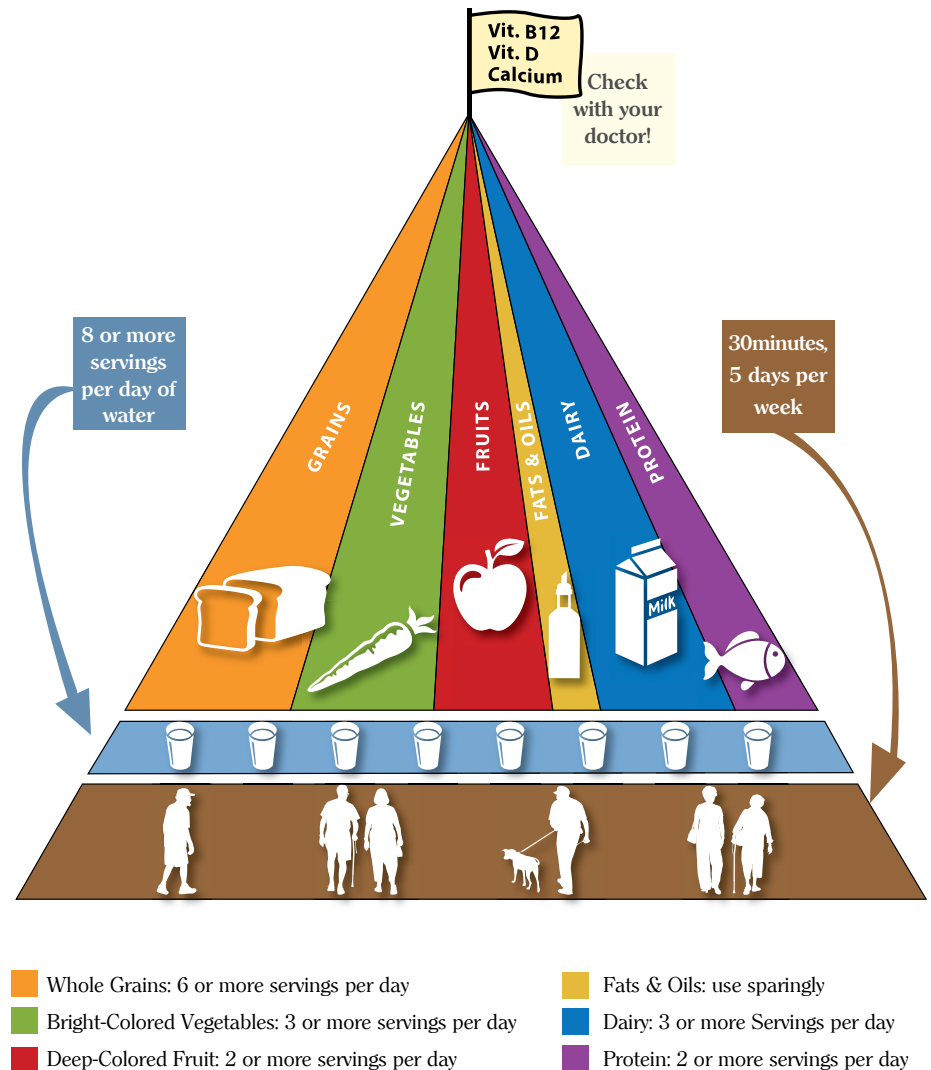 Vit. B12
Vit. D
Calcium
Check
with your
doctor!
8 or more
servings
per day of
water
30minutes,
5 days per
week
GRAINS
VEGETABLES
FRUITS
FATS & OILS
DAIRY
PROTEIN
Milk
Whole Grains: 6 or more servings per day
Bright-Colored Vegetables: 3 or more servings per day
Deep-Colored Fruit: 2 or more servings per day
Fats & Oils: use sparingly
Dairy: 3 or more Servings per day
Protein: 2 or more servings per day